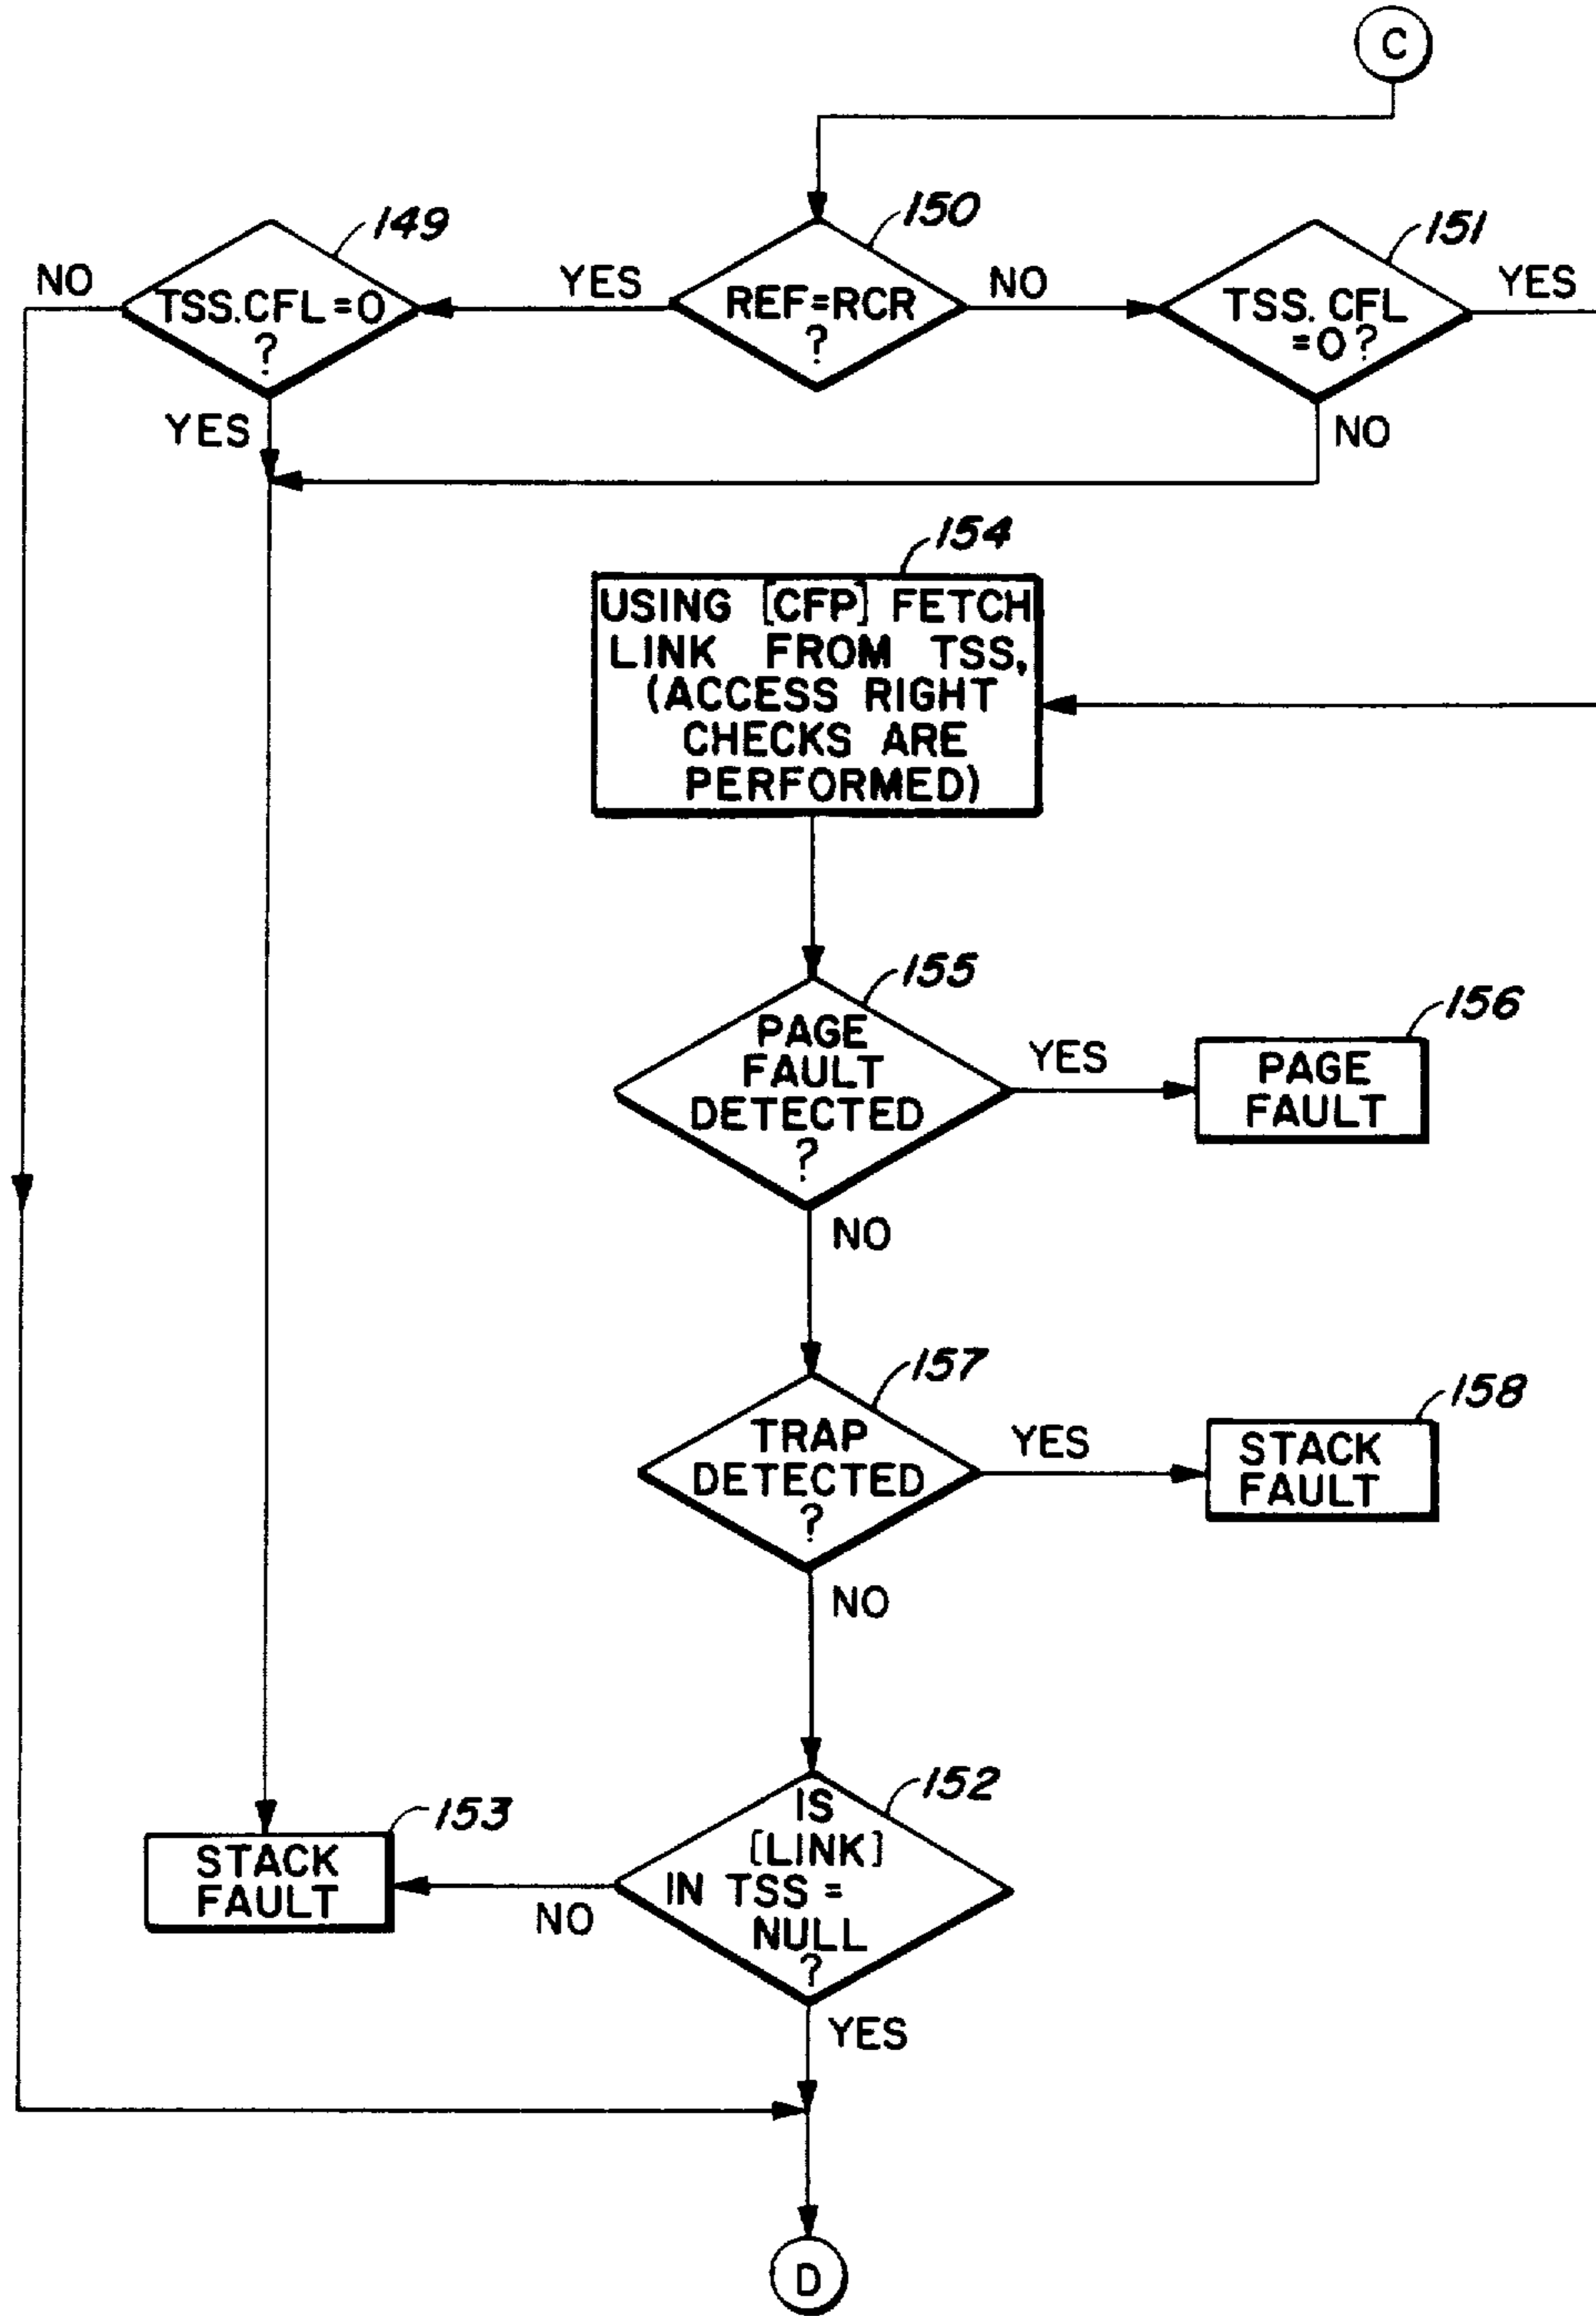 C
149
150
151
NO
TSS.CFL=0
?
YES
REF=RCR
?
NO
TSS. CFL
=0?
YES
YES
NO
154
USING [CFP] FETCH
LINK FROM TSS,
(ACCESS RIGHT
CHECKS ARE
PERFORMED)
155
PAGE
FAULT
DETECTED
?
YES
156
PAGE
FAULT
NO
157
TRAP
DETECTED
?
YES
158
STACK
FAULT
NO
152
IS
[LINK]
IN TSS =
NULL
?
NO
153
STACK
FAULT
YES
D